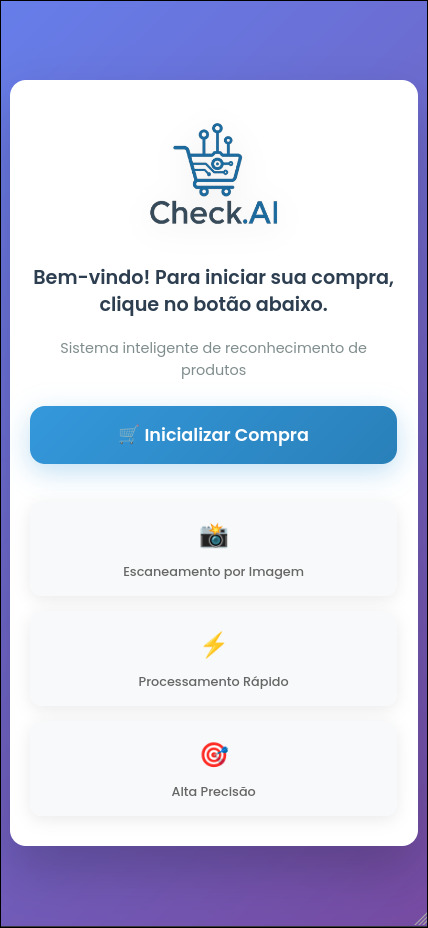 Check.AI
Bem-vindo! Para iniciar sua compra,
clique no botão abaixo.
Sistema inteligente de reconhecimento de
produtos
🛒 Inicializar Compra
📸
Escaneamento por Imagem
⚡
Processamento Rápido
🎯
Alta Precisão